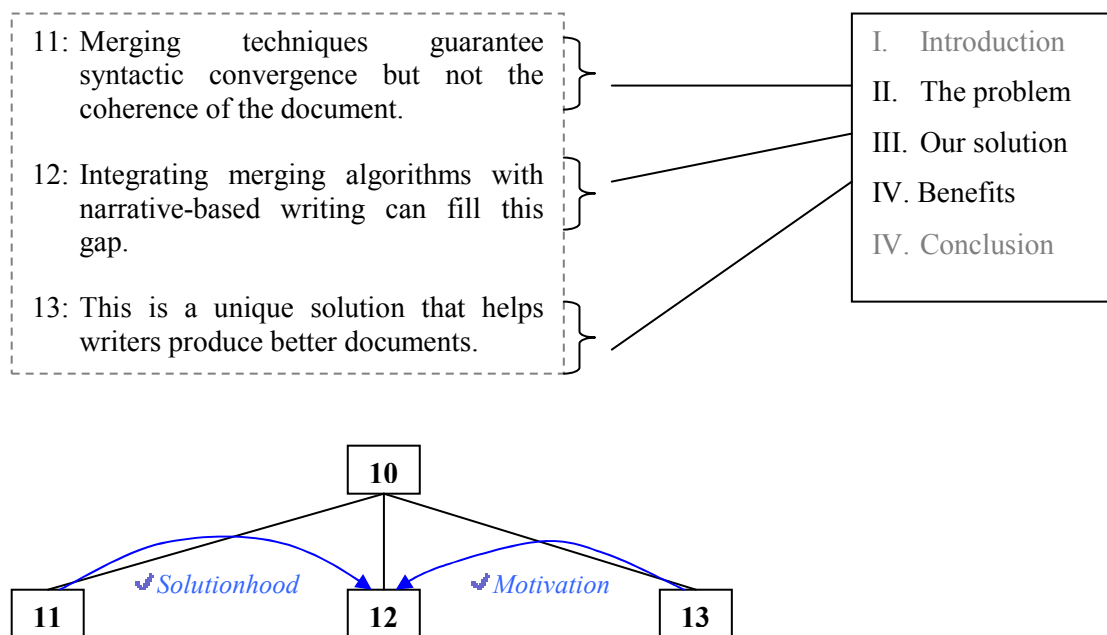 11: Merging techniques guarantee
syntactic convergence but not the
coherence of the document.
12: Integrating merging algorithms with
narrative-based writing can fill this
gap.
13: This is a unique solution that helps
writers produce better documents.
I. Introduction
II. The problem
III. Our solution
IV. Benefits
IV. Conclusion
10
Solutionhood
Motivation
11
12
13